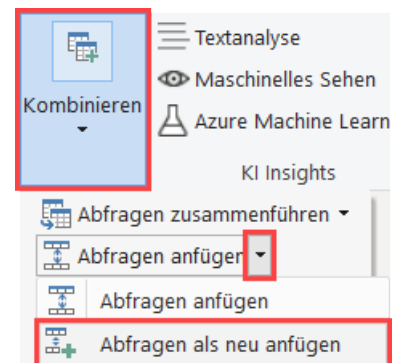 Textanalyse
Maschinelles Sehen
Kombinieren
Azure Machine Learn
KI Insights
Abfragen zusammenführen
Abfragen anfügen
Abfragen anfügen
Abfragen als neu anfügen